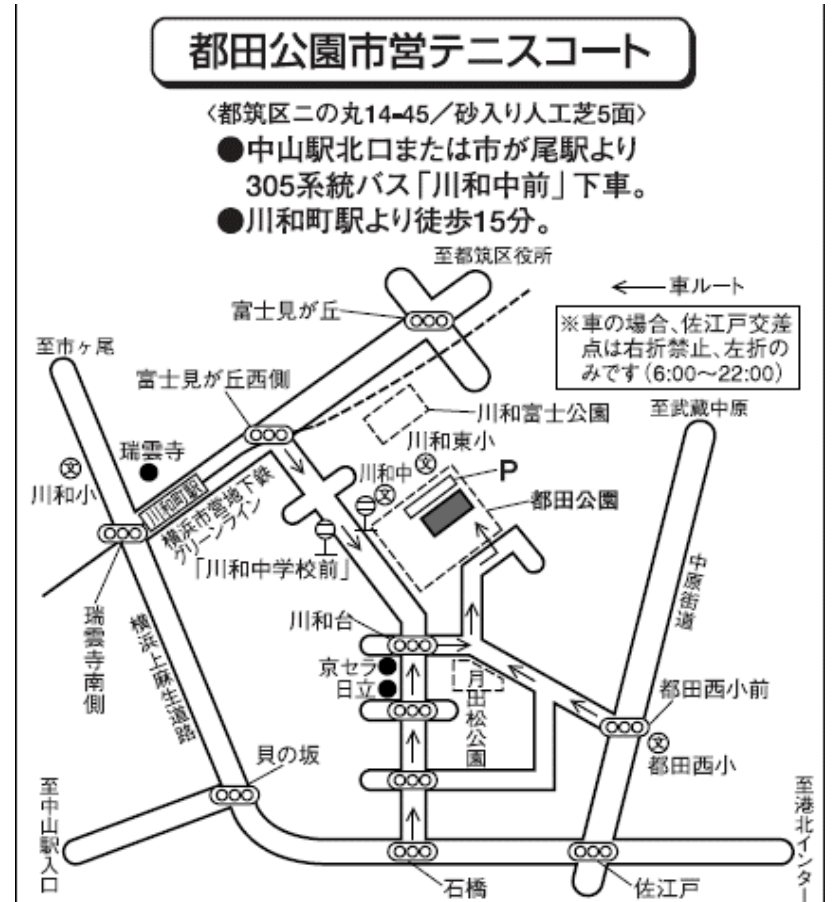 都田公園市営テニスコート
〈都筑区二の丸14-45／砂入り人工芝5面〉
●中山駅北口または市が尾駅より
305系統バス「川和中前」下車。
●川和町駅より徒歩15分。
至都筑区役所
←車ルート
富士見が丘
※車の場合、佐江戸交差
点は右折禁止、左折の
みです（6:00～22:00）
至市ヶ尾
富士見が丘西側
川和富士公園
至武蔵中原
瑞雲寺
川和東小
文
川和中
文
P
文
川和小
川和町駅
都田公園
横浜市営地下鉄
グリーンライン
「川和中学校前」
中原街道
瑞雲寺南側
横浜上麻生道路
川和台
京セラ
日立
月出松公園
都田西小前
文
都田西小
貝の坂
至中山駅入口
至港北インター
石橋
佐江戸